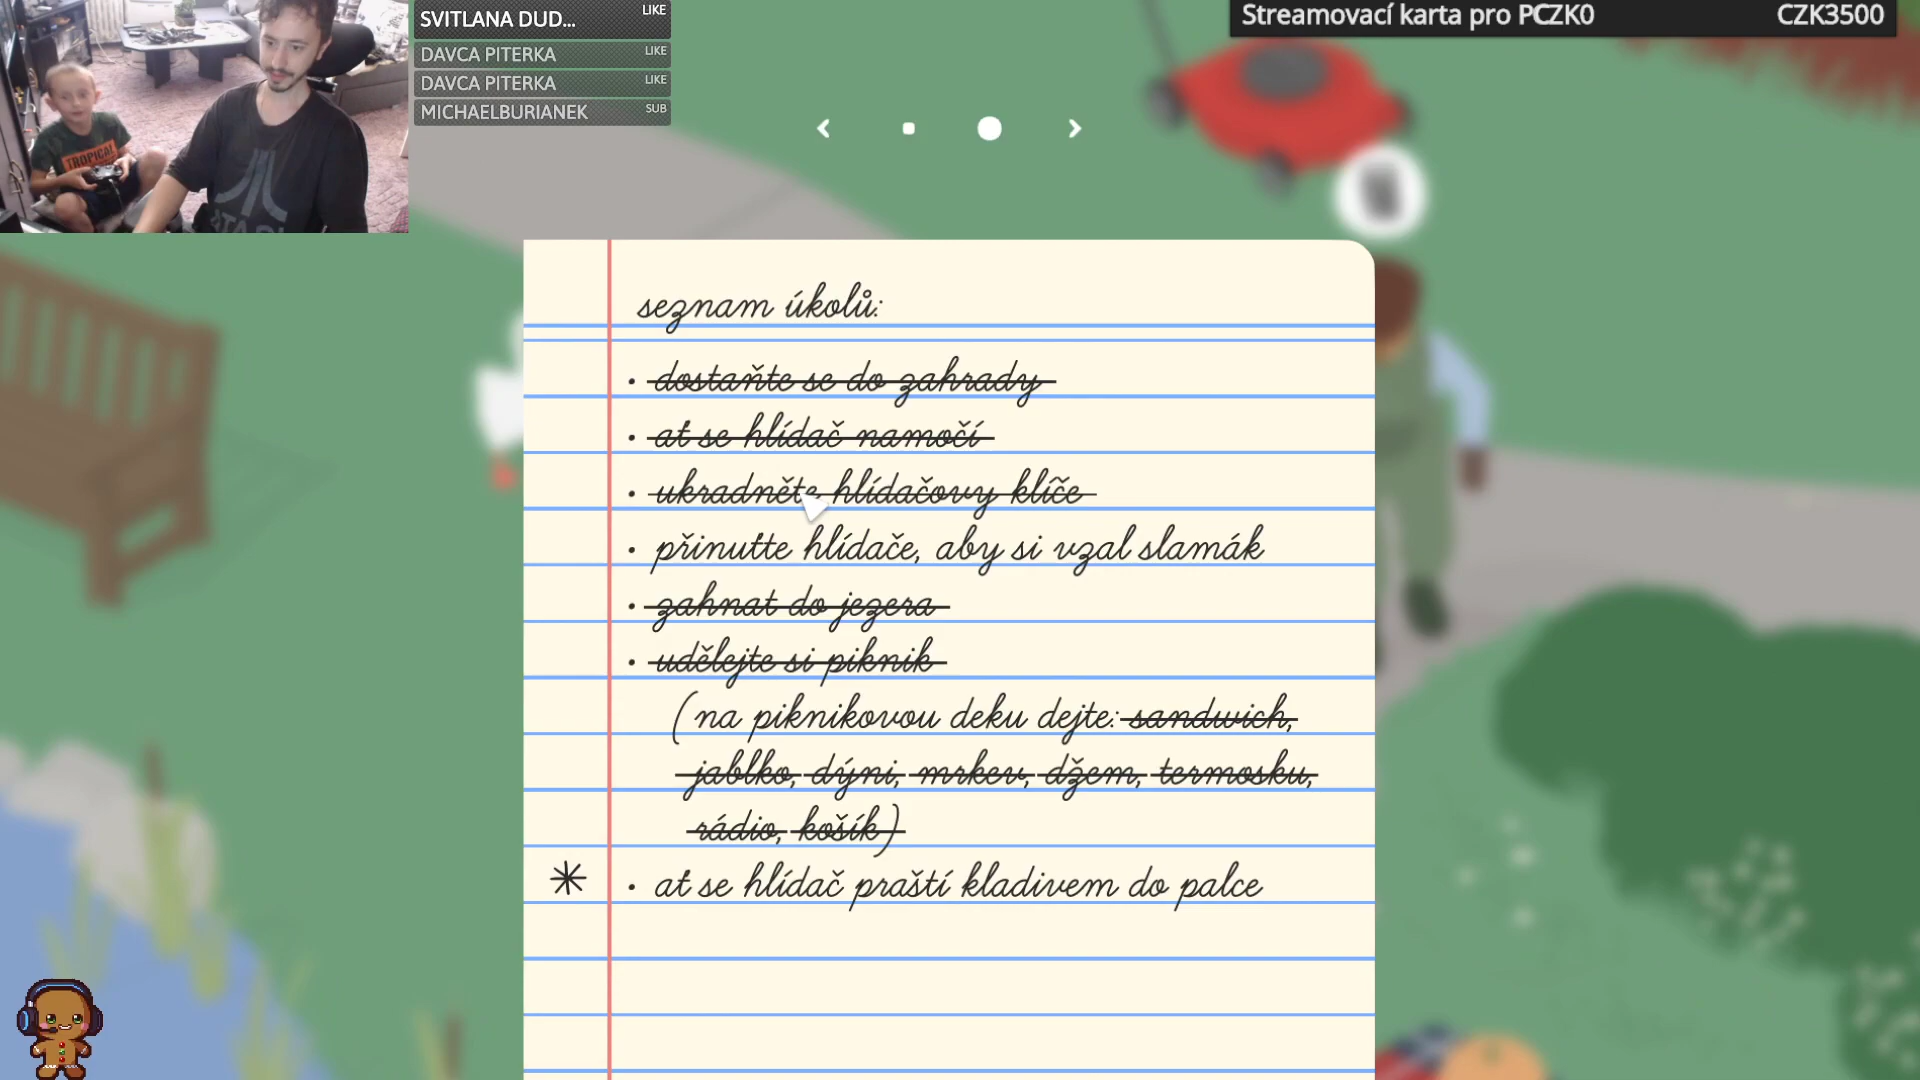 SVITLANA DUD... LIKE
DAVCA PITERKA LIKE
DAVCA PITERKA LIKE
MICHAELBURIANEK SUB
Streamovací karta pro PC CZK3500
TROPICAL
ATARI
seznam úkolů:
• dostaňte se do zahrady
• ať se hlídač namočí
• ukradněte hlídačovy klíče
• přinuťte hlídače, aby si vzal slamák
• zahnat do jezera
• udělejte si piknik
(na piknikovou deku dejte: sandwich,
jablko, dýni, mrkev, džem, termosku,
rádio, košík)
* • ať se hlídač praští kladivem do palce